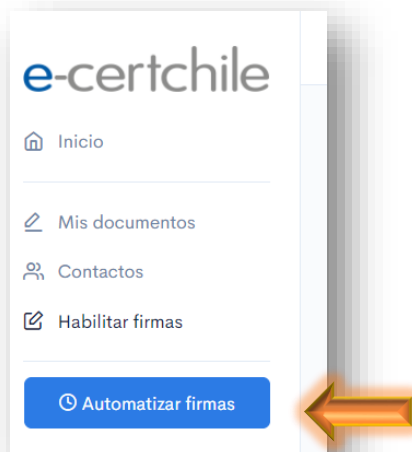 e-certchile
Inicio
Mis documentos
Contactos
Habilitar firmas
Automatizar firmas